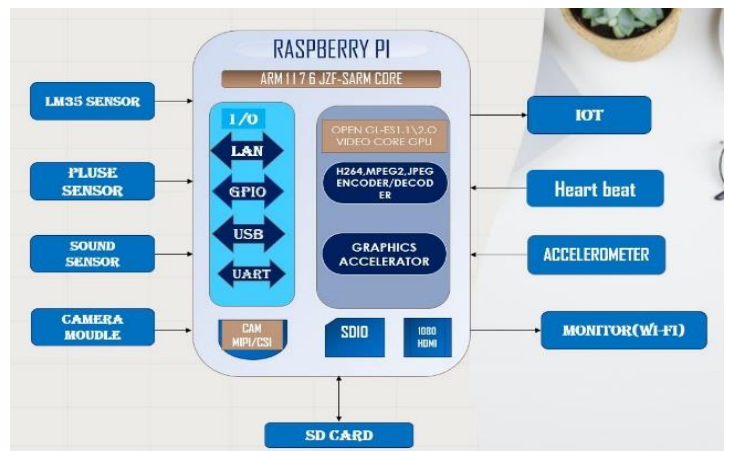 RASPBERRY PI
ARM 11 7 6 JZF-SARM CORE
LM35 SENSOR
PLUSE
SENSOR
SOUND
SENSOR
CAMERA
MOUDLE
I/O
LAN
GPIO
USB
UART
OPEN GL-ES1.1\2.0
VIDEO CORE GPU
H264,MPEG2,JPEG
ENCODER/DECOD
ER
GRAPHICS
ACCELERATOR
CAM
MIPI/CSI
SDIO
1080
HDMI
IOT
Heart beat
ACCELEROMETER
MONITOR(WI-FI)
SD CARD